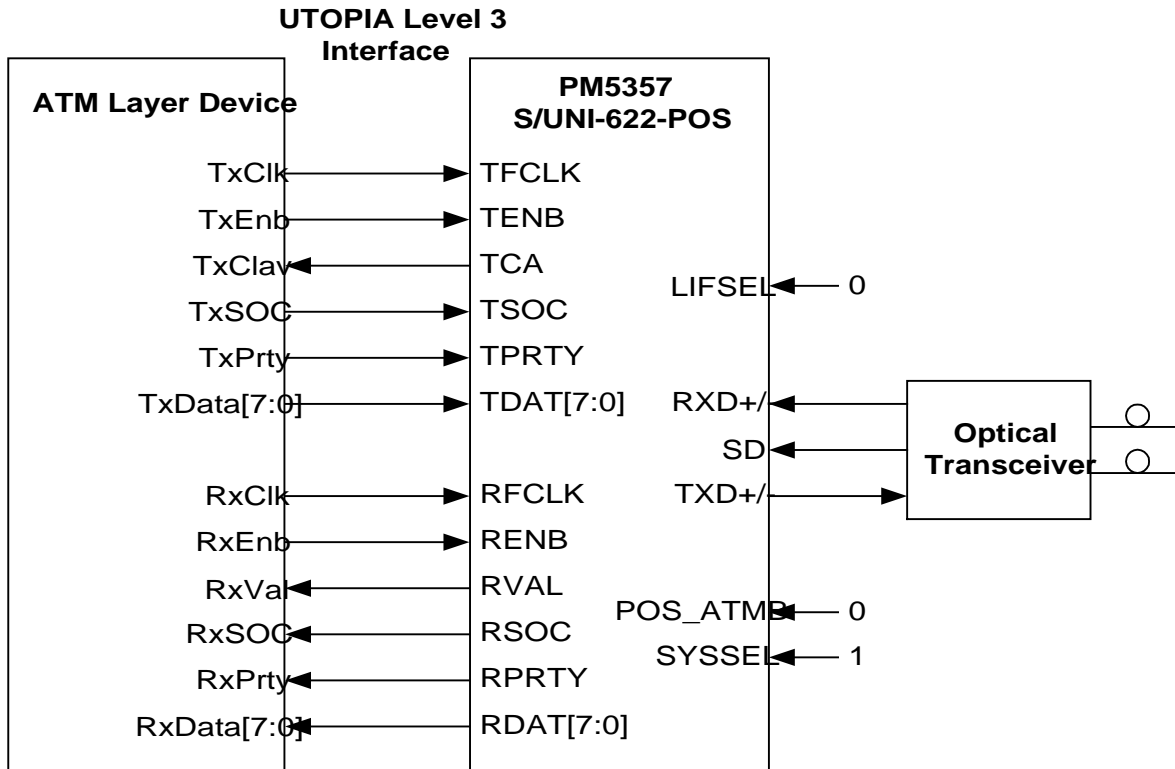 UTOPIA Level 3
Interface
ATM Layer Device
PM5357
S/UNI-622-POS
TxClk
TFCLK
TxEnb
TENB
TxClav
TCA
LIFSEL
0
TxSOC
TSOC
TxPrty
TPRTY
TxData[7:0]
TDAT[7:0]
RXD+/-
SD
Optical
Transceiver
RxClk
RFCLK
TXD+/-
RxEnb
RENB
RxVal
RVAL
POS_ATMB
0
RxSOC
RSOC
SYSSEL
1
RxPrty
RPRTY
RxData[7:0]
RDAT[7:0]